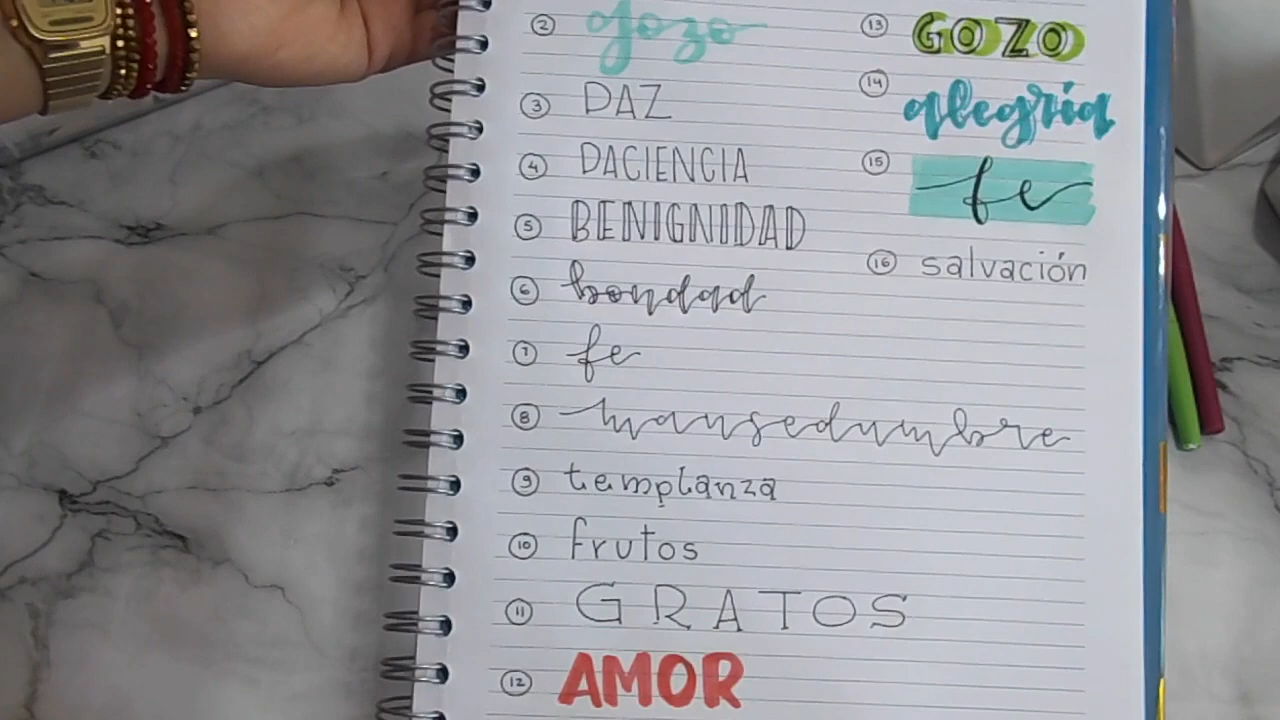 2 gozo
3 PAZ
4 PACIENCIA
5 BENIGNIDAD
6 bondad
7 fe
8 mansedumbre
9 templanza
10 frutos
11 GRATOS
12 AMOR
13 GOZO
14 alegría
15 fe
16 salvación